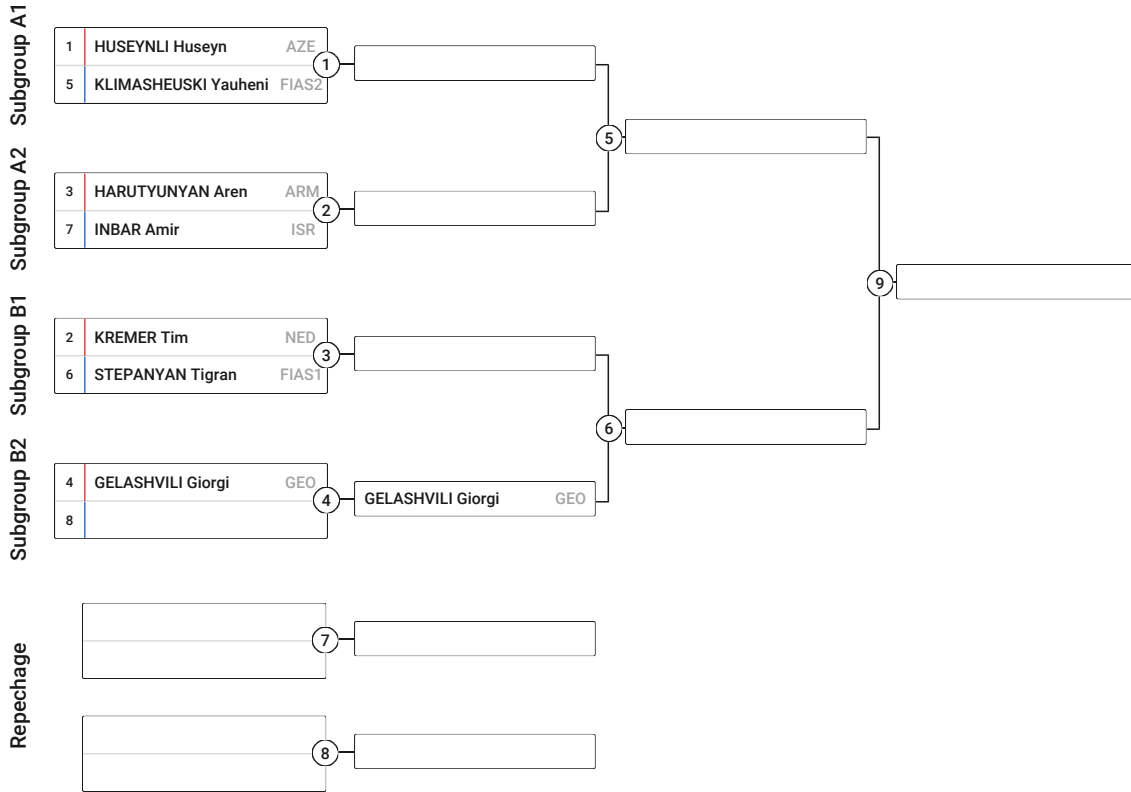 Subgroup A1
1 HUSEYNLI Huseyn AZE
5 KLIMASHEUSKI Yauheni FIAS2
1
5
Subgroup A2
3 HARUTYUNYAN Aren ARM
7 INBAR Amir ISR
2
9
Subgroup B1
2 KREMER Tim NED
6 STEPANYAN Tigran FIAS1
3
6
Subgroup B2
4 GELASHVILI Giorgi GEO
8
4
GELASHVILI Giorgi GEO
Repechage
7
8